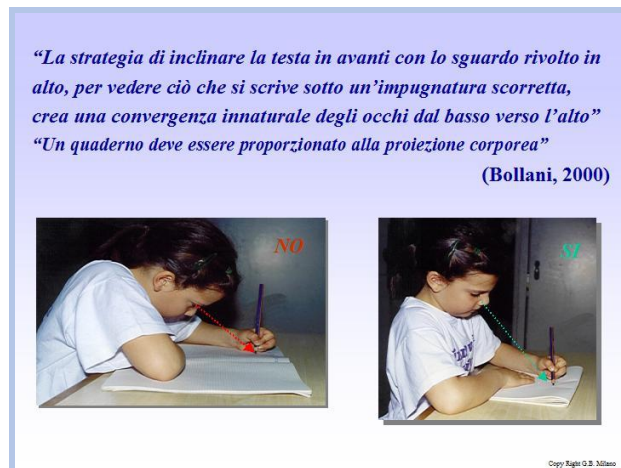 “La strategia di inclinare la testa in avanti con lo sguardo rivolto in
alto, per vedere ciò che si scrive sotto un’impugnatura scorretta,
crea una convergenza innaturale degli occhi dal basso verso l’alto”
“Un quaderno deve essere proporzionato alla proiezione corporea”
(Bollani, 2000)
NO
SI
Copy Right G.B. Milano